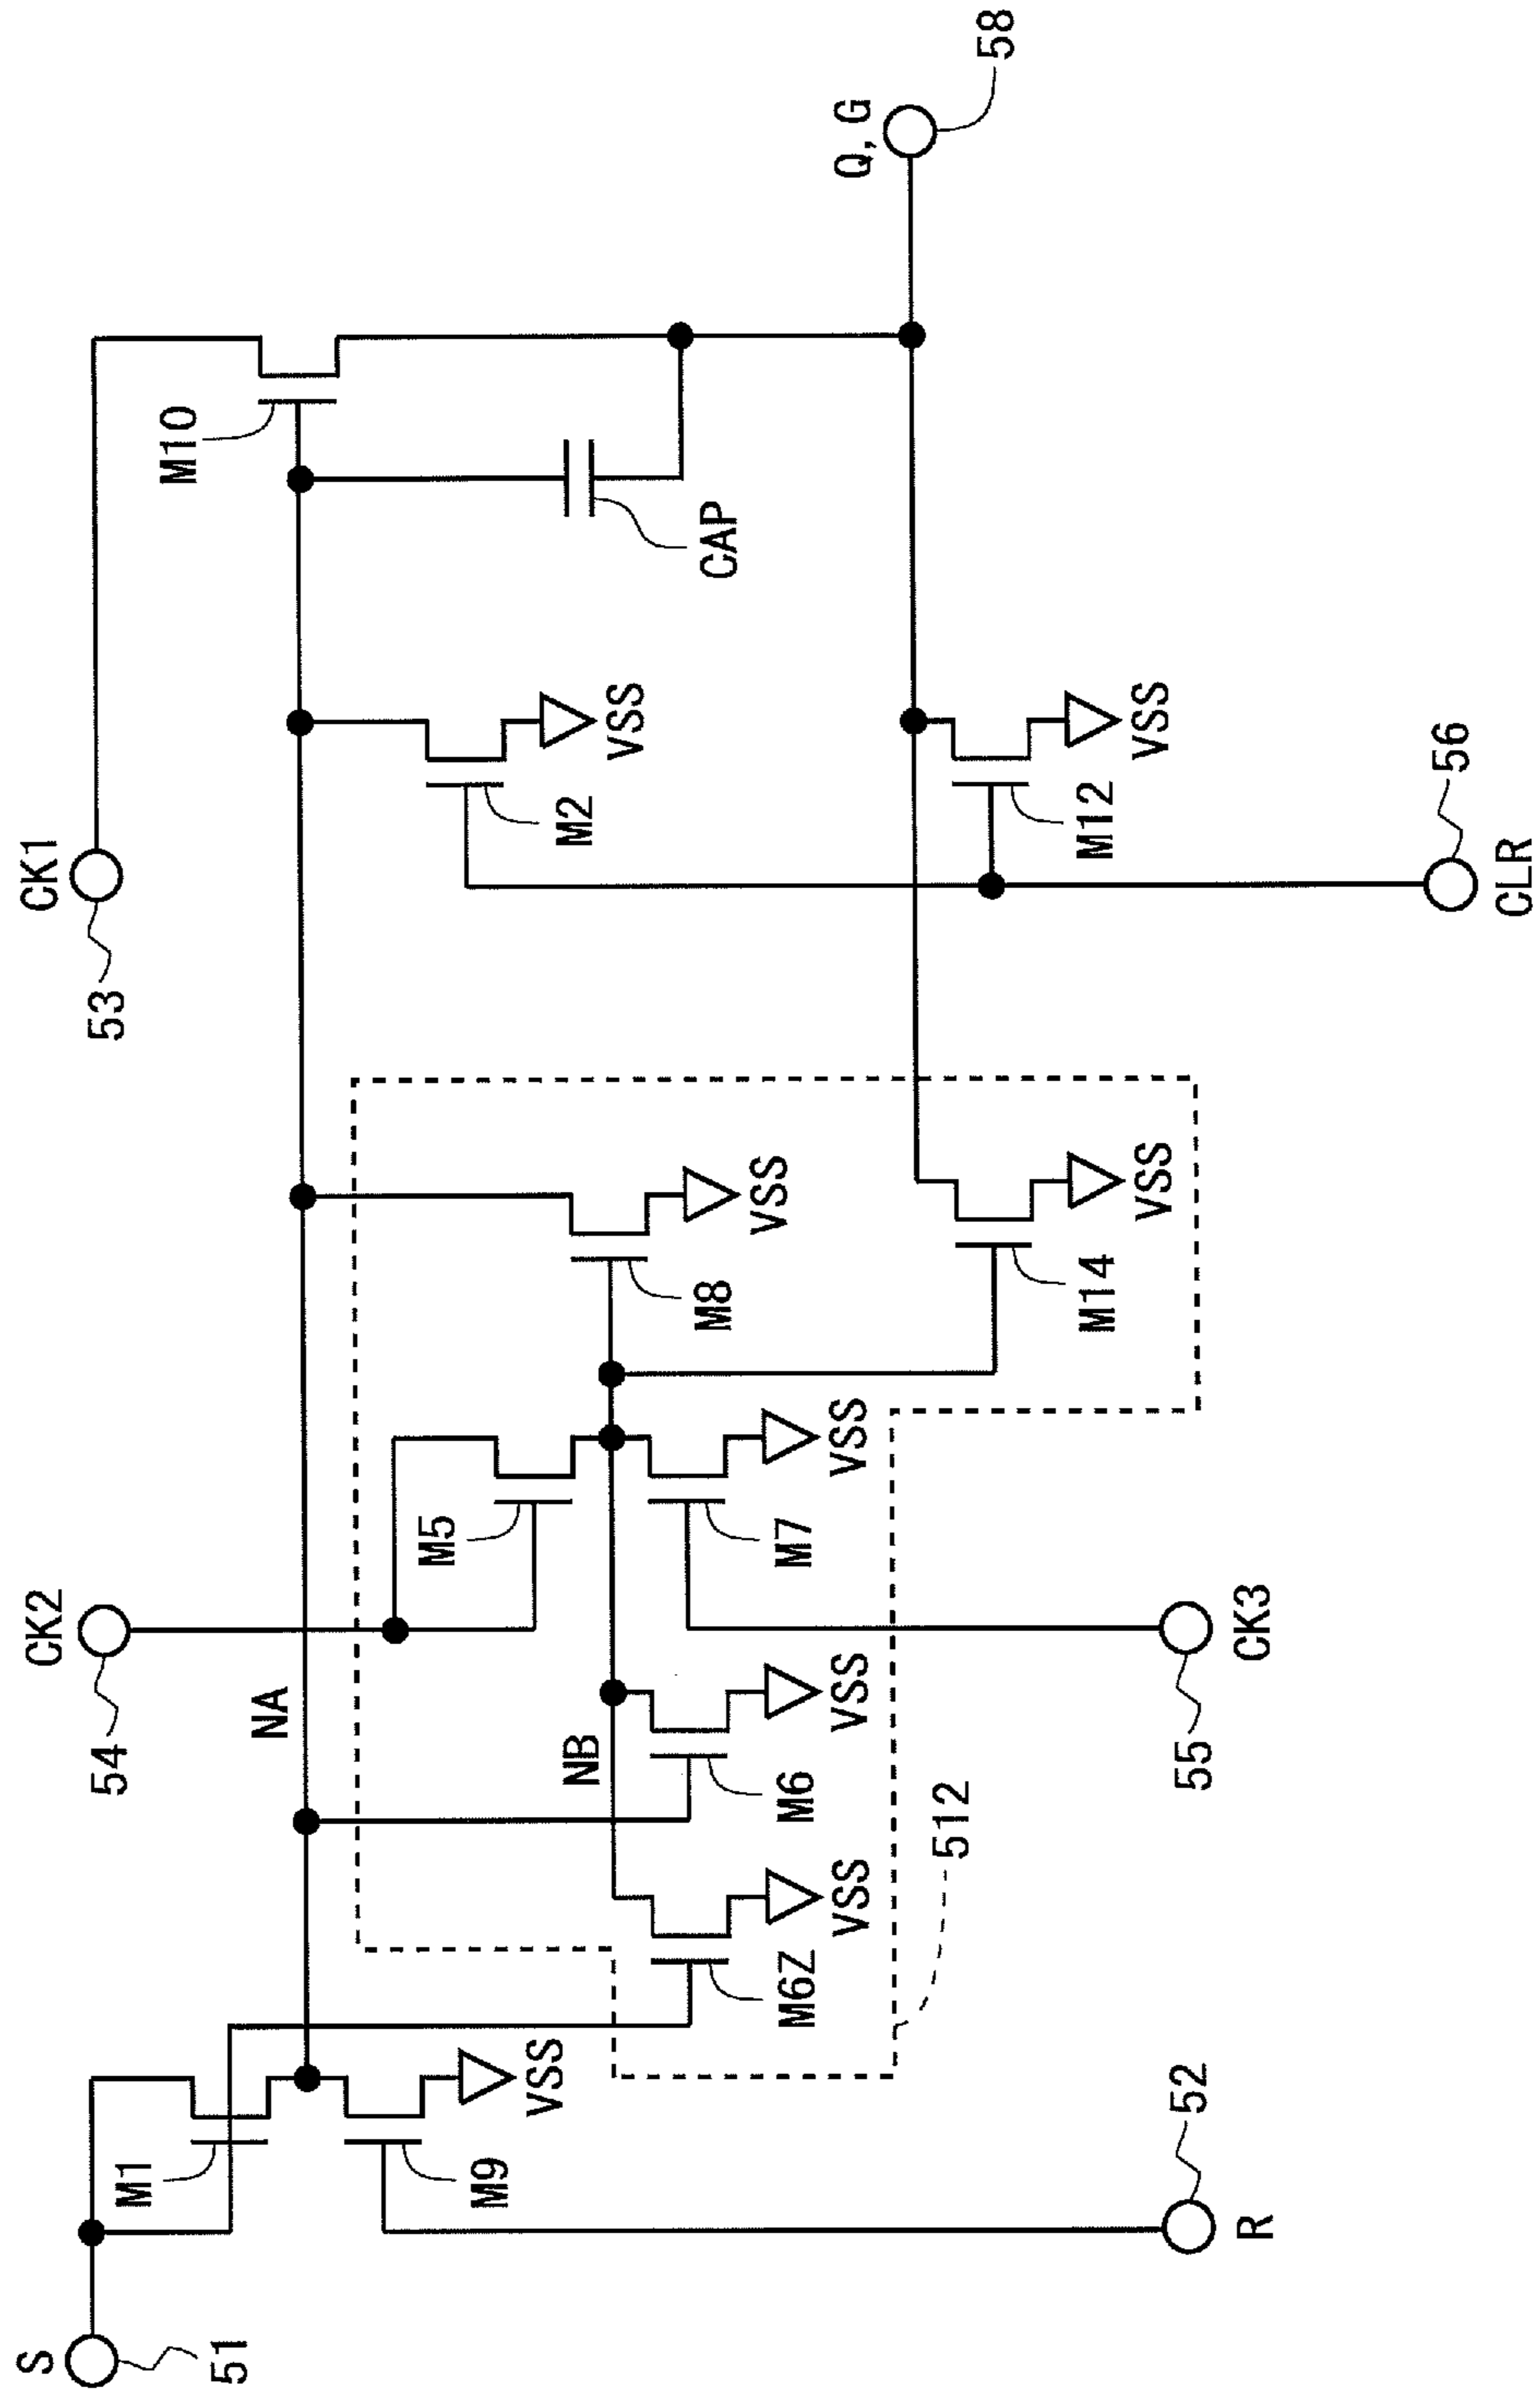 CK2
54
CK1
53
S
51
M1
NA
M10
M9
VSS
M5
NB
M8
VSS
M2
VSS
CAP
Q, G
58
M6Z
VSS
M6
VSS
M7
VSS
M14
VSS
M12
VSS
512
R
52
55
CK3
56
CLR